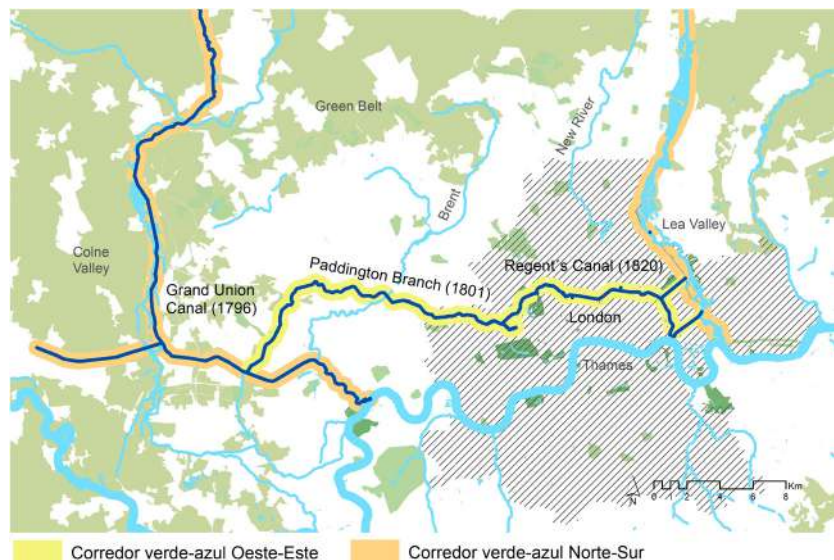 Green Belt
New River
Brent
Lea Valley
Colne
Valley
Paddington Branch (1801)
Regent's Canal (1820)
Grand Union
Canal (1796)
London
Thames
N
0 2 4 6 8
Km
Corredor verde-azul Oeste-Este
Corredor verde-azul Norte-Sur